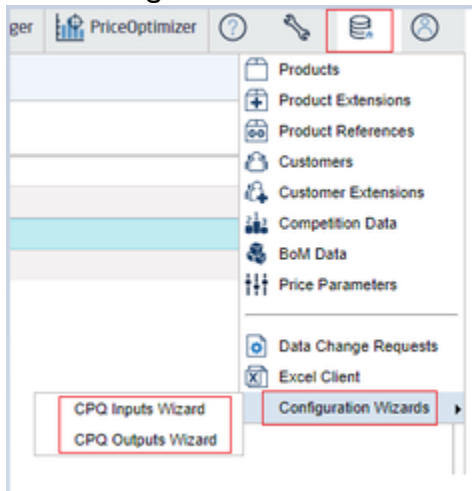 ger PriceOptimizer
Products
Product Extensions
Product References
Customers
Customer Extensions
Competition Data
BoM Data
Price Parameters
Data Change Requests
Excel Client
Configuration Wizards
CPQ Inputs Wizard
CPQ Outputs Wizard